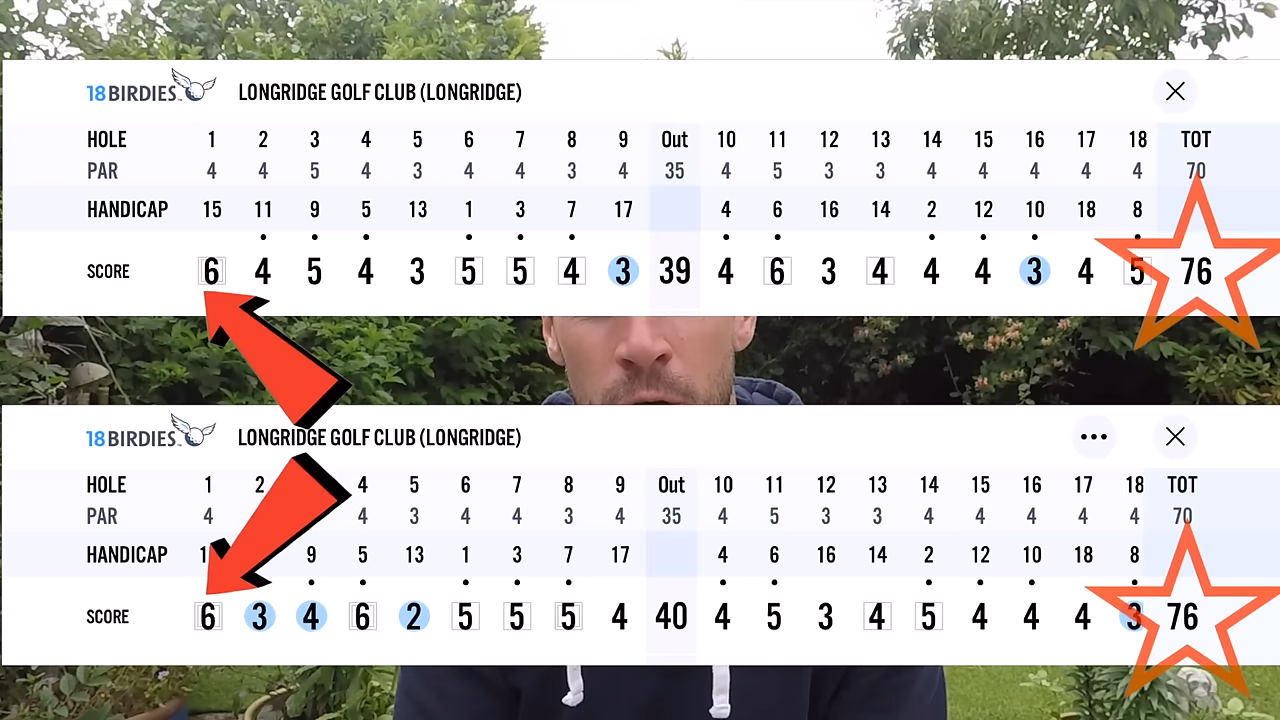 18BIRDIES LONGRIDGE GOLF CLUB (LONGRIDGE)
HOLE 1 2 3 4 5 6 7 8 9 Out 10 11 12 13 14 15 16 17 18 TOT
PAR 4 4 5 4 3 4 4 3 4 35 4 5 3 3 4 4 4 4 4 70
HANDICAP 15 11 9 5 13 1 3 7 17 4 6 16 14 2 12 10 18 8
SCORE 6 4 5 4 3 5 5 4 3 39 4 6 3 4 4 4 3 4 5 76
18BIRDIES LONGRIDGE GOLF CLUB (LONGRIDGE)
HOLE 1 2 4 5 6 7 8 9 Out 10 11 12 13 14 15 16 17 18 TOT
PAR 4 4 3 4 4 3 4 35 4 5 3 3 4 4 4 4 4 70
HANDICAP 9 5 13 1 3 7 17 4 6 16 14 2 12 10 18 8
SCORE 6 3 4 6 2 5 5 5 4 40 4 5 3 4 5 4 4 4 3 76